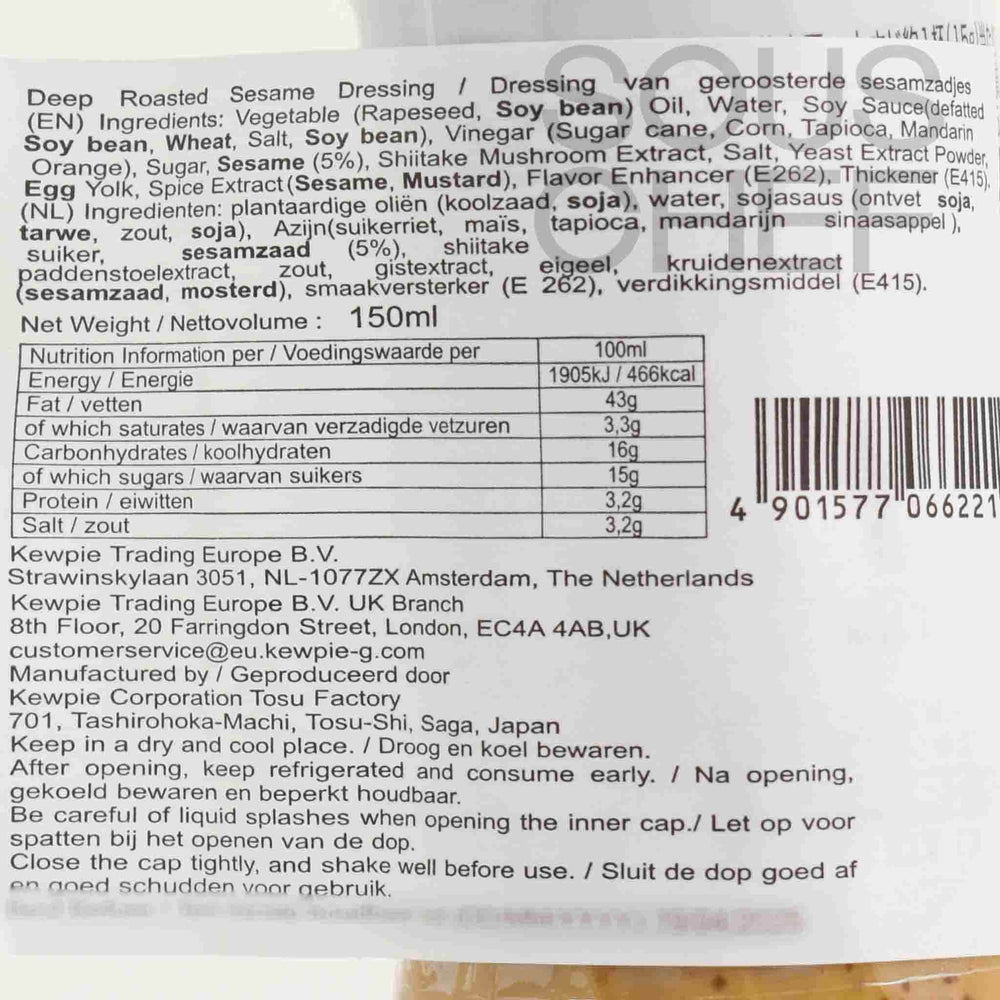 Deep Roasted Sesame Dressing / Dressing van geroosterde sesamzadjes
(EN) Ingredients: Vegetable (Rapeseed, Soy bean) Oil, Water, Soy Sauce(defatted
Soy bean, Wheat, Salt, Soy bean), Vinegar (Sugar cane, Corn, Tapioca, Mandarin
Orange), Sugar, Sesame (5%), Shiitake Mushroom Extract, Salt, Yeast Extract Powder,
Egg Yolk, Spice Extract (Sesame, Mustard), Flavor Enhancer (E262), Thickener (E415).
(NL) Ingredienten: plantaardige oliën (koolzaad, soja), water, sojasaus (ontvet soja,
tarwe, zout, soja), Azijn(suikerriet, maïs, tapioca, mandarijn sinaasappel ),
suiker, sesamzaad (5%), shiitake
paddenstoelextract, zout, gistextract, eigeel, kruidenextract
(sesamzaad, mosterd), smaakversterker (E 262), verdikkingsmiddel (E415).
SOUS
CHEF
Net Weight / Nettovolume : 150ml
Nutrition Information per / Voedingswaarde per 100ml
Energy / Energie 1905kJ / 466kcal
Fat / vetten 43g
of which saturates / waarvan verzadigde vetzuren 3,3g
Carbonhydrates / koolhydraten 16g
of which sugars / waarvan suikers 15g
Protein / eiwitten 3,2g
Salt / zout 3,2g
4 901577 066221
Kewpie Trading Europe B.V.
Strawinskylaan 3051, NL-1077ZX Amsterdam, The Netherlands
Kewpie Trading Europe B.V. UK Branch
8th Floor, 20 Farringdon Street, London, EC4A 4AB,UK
customerservice@eu.kewpie-g.com
Manufactured by / Geproduceerd door
Kewpie Corporation Tosu Factory
701, Tashirohoka-Machi, Tosu-Shi, Saga, Japan
Keep in a dry and cool place. / Droog en koel bewaren.
After opening, keep refrigerated and consume early. / Na opening,
gekoeld bewaren en beperkt houdbaar.
Be careful of liquid splashes when opening the inner cap./ Let op voor
spatten bij het openen van de dop.
Close the cap tightly, and shake well before use. / Sluit de dop goed af
en goed schudden voor gebruik.